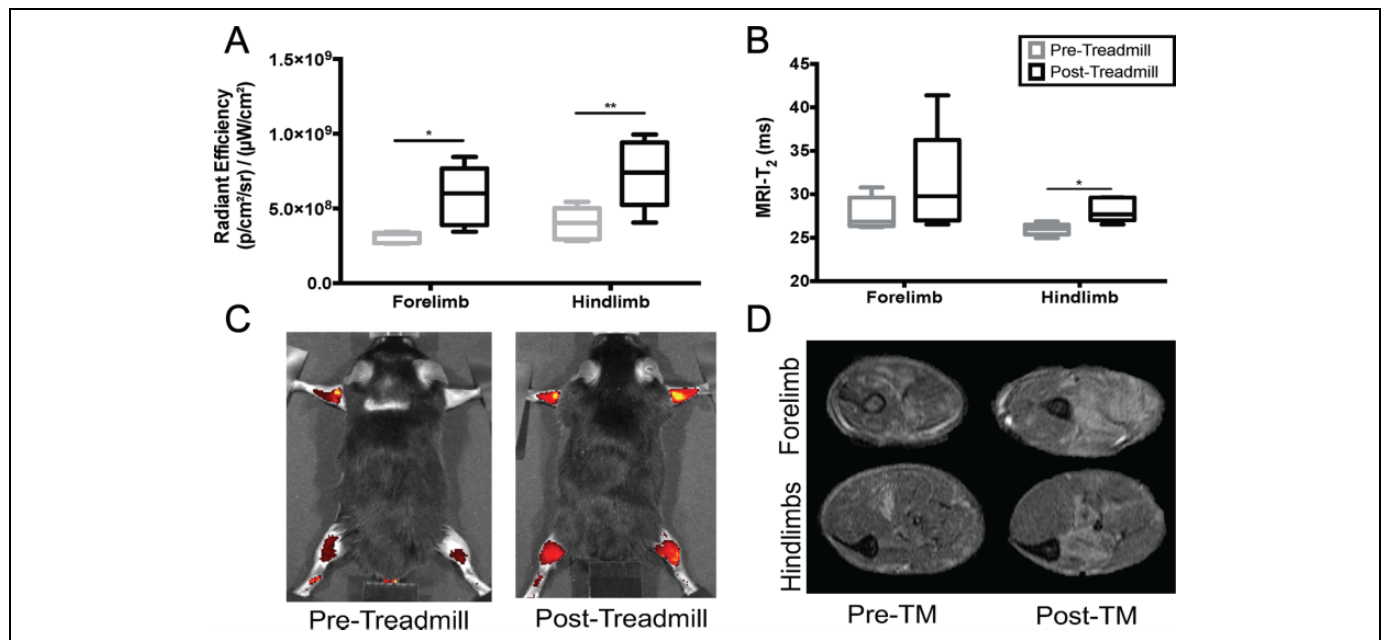 A
Radiant Efficiency
(p/cm²/sr) / (µW/cm²)
1.5×10⁹
1.0×10⁹
5.0×10⁸
0.0
*
**
Forelimb
Hindlimb
B
Pre-Treadmill
Post-Treadmill
MRI-T₂ (ms)
45
40
35
30
25
20
*
Forelimb
Hindlimb
C
Pre-Treadmill
Post-Treadmill
D
Forelimb
Hindlimbs
Pre-TM
Post-TM